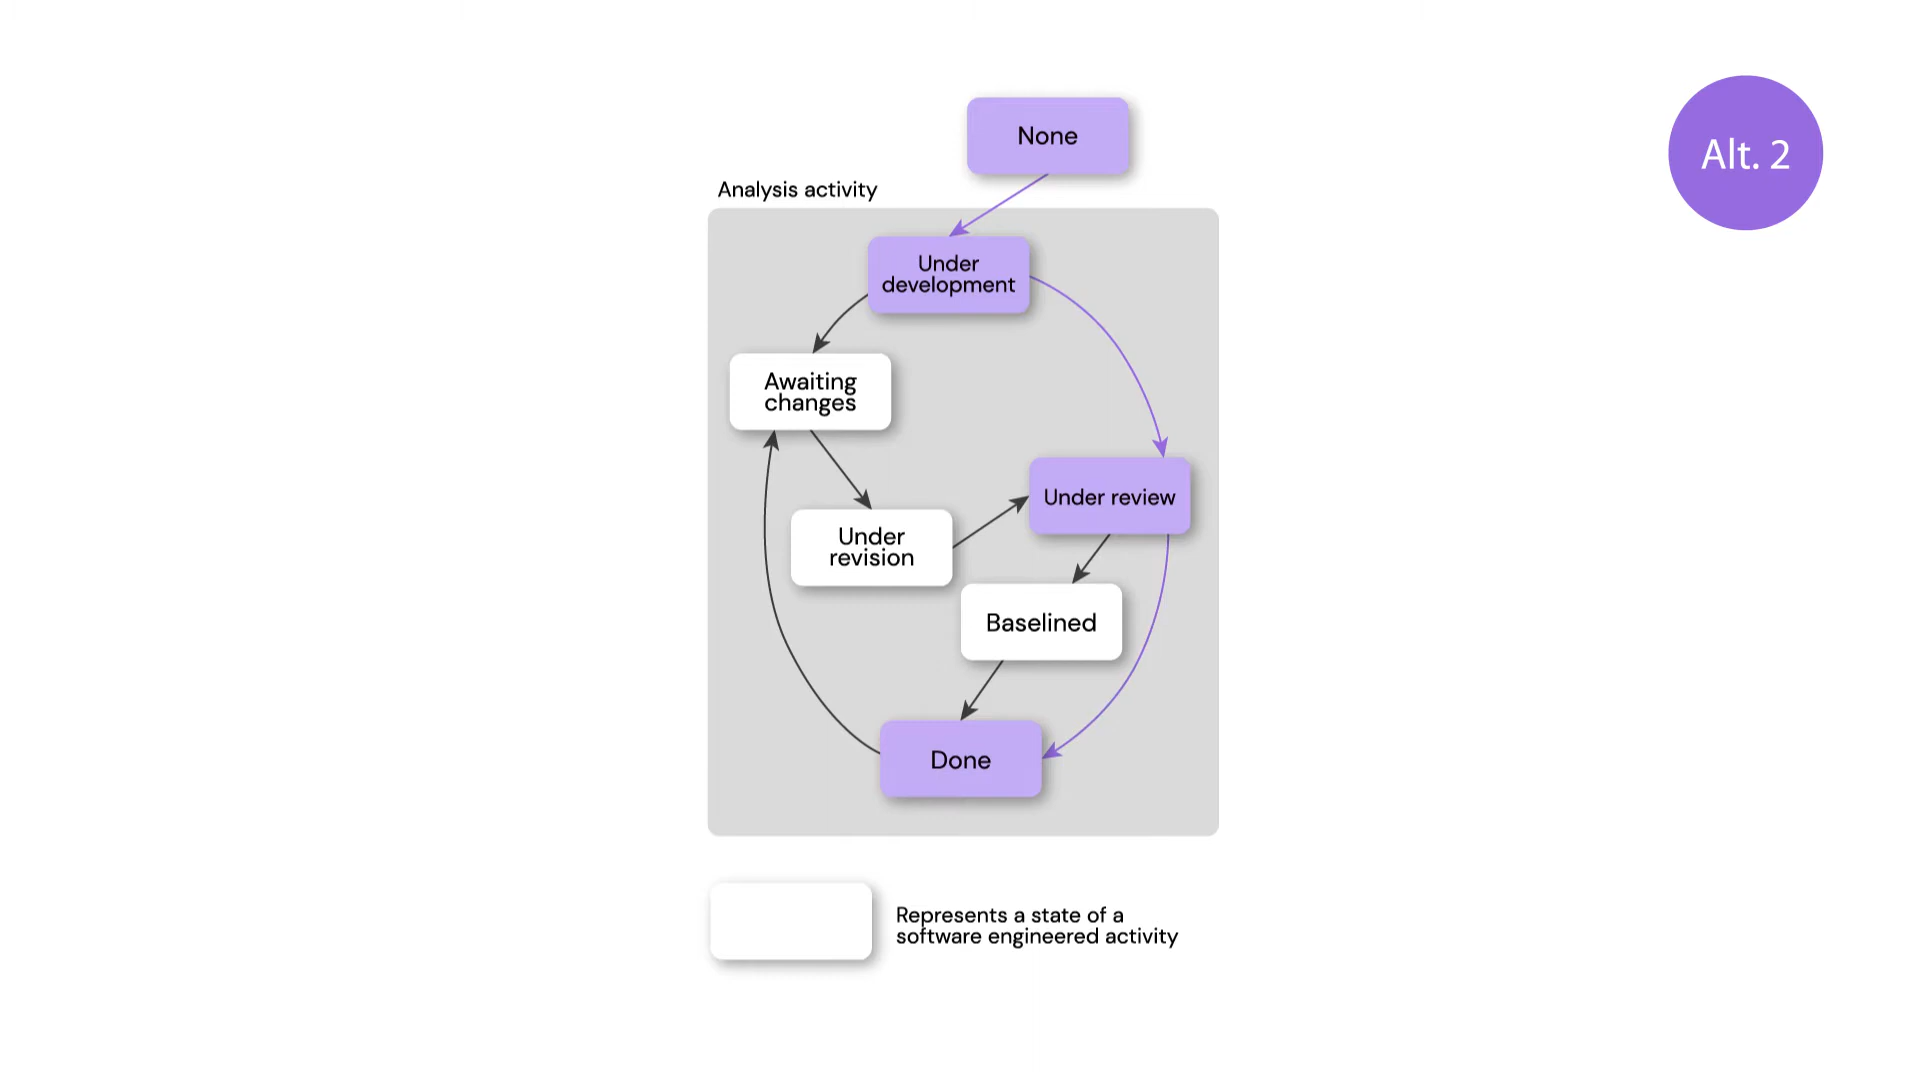 None
Alt. 2
Analysis activity
Under
development
Awaiting
changes
Under review
Under
revision
Baselined
Done
Represents a state of a
software engineered activity